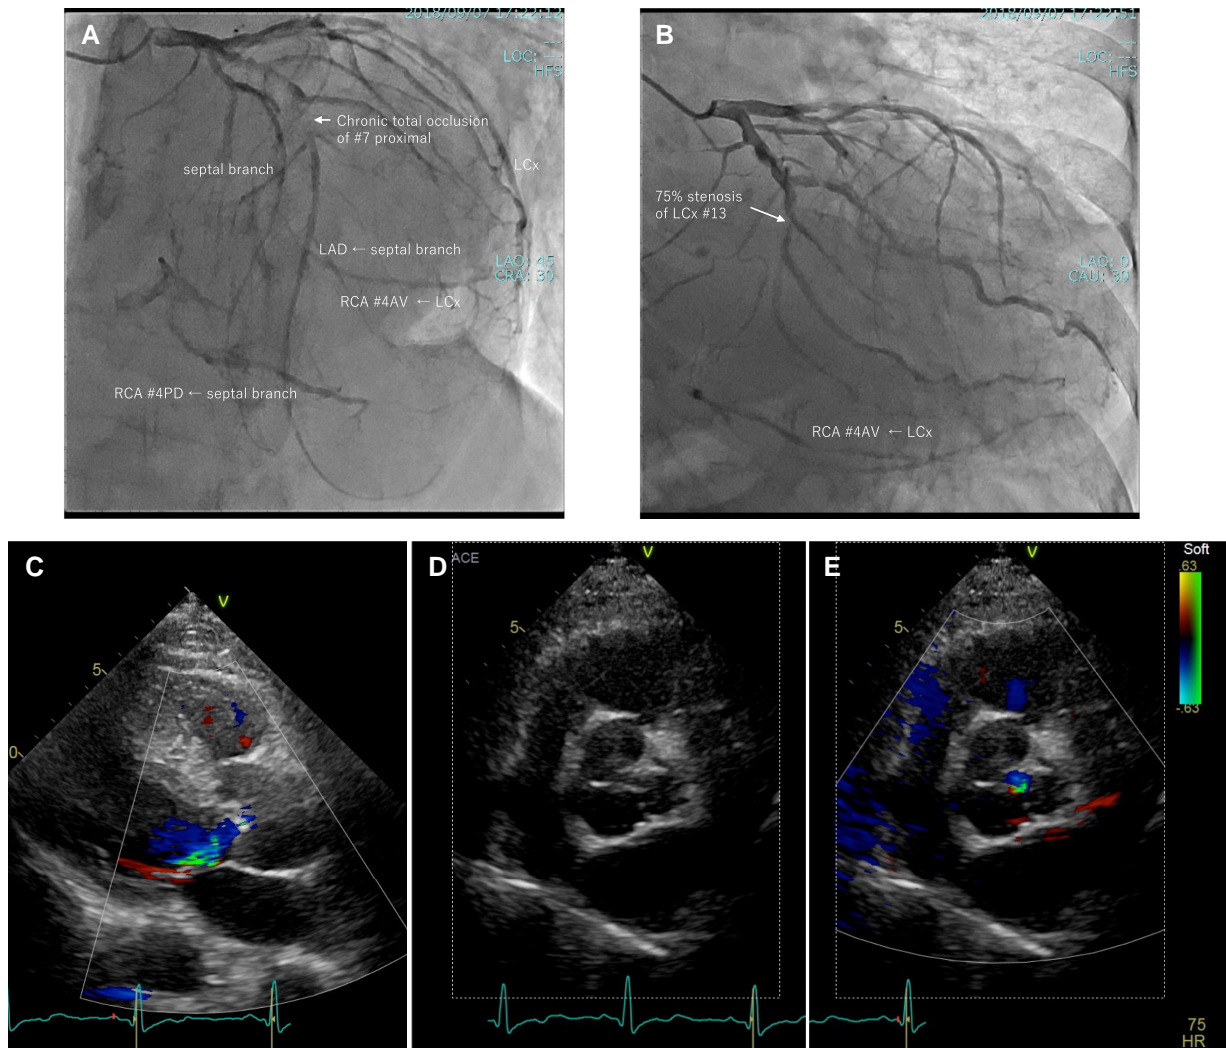 A
2018/09/07 17:22:12
LOC: ---
HFS
Chronic total occlusion
of #7 proximal
septal branch
LCx
LAD ← septal branch
LAO: 45
CRA: 30
RCA #4AV ← LCx
RCA #4PD ← septal branch
B
2018/09/07 17:22:51
LOC: ---
HFS
75% stenosis
of LCx #13
LAO: 0
CAU: 30
RCA #4AV ← LCx
C
V
5
0
D
ACE
V
5
E
V
5
Soft
.63
-.63
75
HR